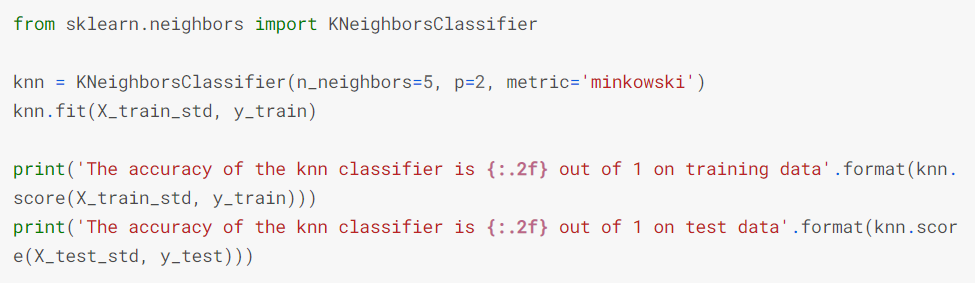 from sklearn.neighbors import KNeighborsClassifier
knn = KNeighborsClassifier(n_neighbors=5, p=2, metric='minkowski')
knn.fit(X_train_std, y_train)
print('The accuracy of the knn classifier is {:.2f} out of 1 on training data'.format(knn.
score(X_train_std, y_train)))
print('The accuracy of the knn classifier is {:.2f} out of 1 on test data'.format(knn.scor
e(X_test_std, y_test)))